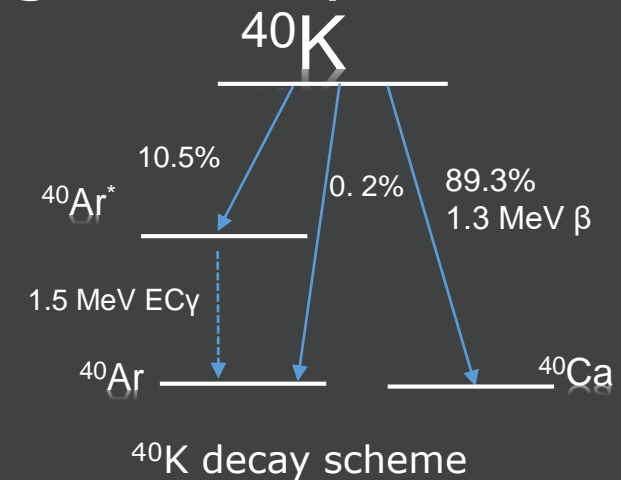 ⁴⁰K
10.5%
0. 2%
89.3%
1.3 MeV β
⁴⁰Ar*
1.5 MeV ECγ
⁴⁰Ar
⁴⁰Ca
⁴⁰K decay scheme